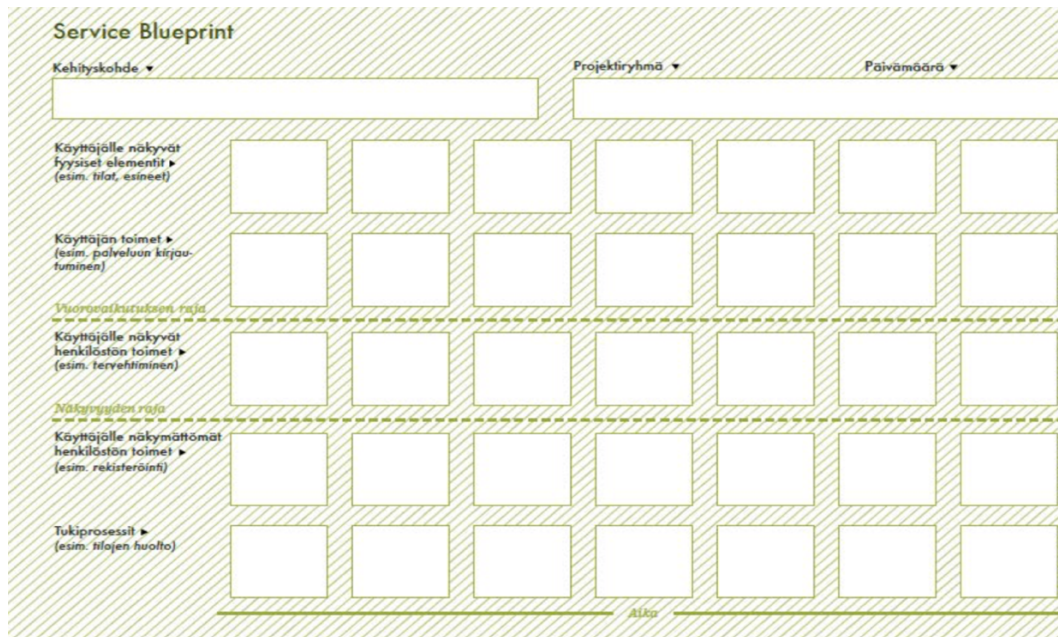 Service Blueprint
Kehityskohde ▼
Projektiryhmä ▼
Päivämäärä ▼
Käyttäjälle näkyvät
fyysiset elementit ►
(esim. tilat, esineet)
Käyttäjän toimet ►
(esim. palveluun kirjau-
tuminen)
Vuorovaikutuksen raja
Käyttäjälle näkyvät
henkilöstön toimet ►
(esim. tervehtiminen)
Näkyvyyden raja
Käyttäjälle näkymättömät
henkilöstön toimet ►
(esim. rekisteröinti)
Tukiprosessit ►
(esim. tilojen huolto)
Aika